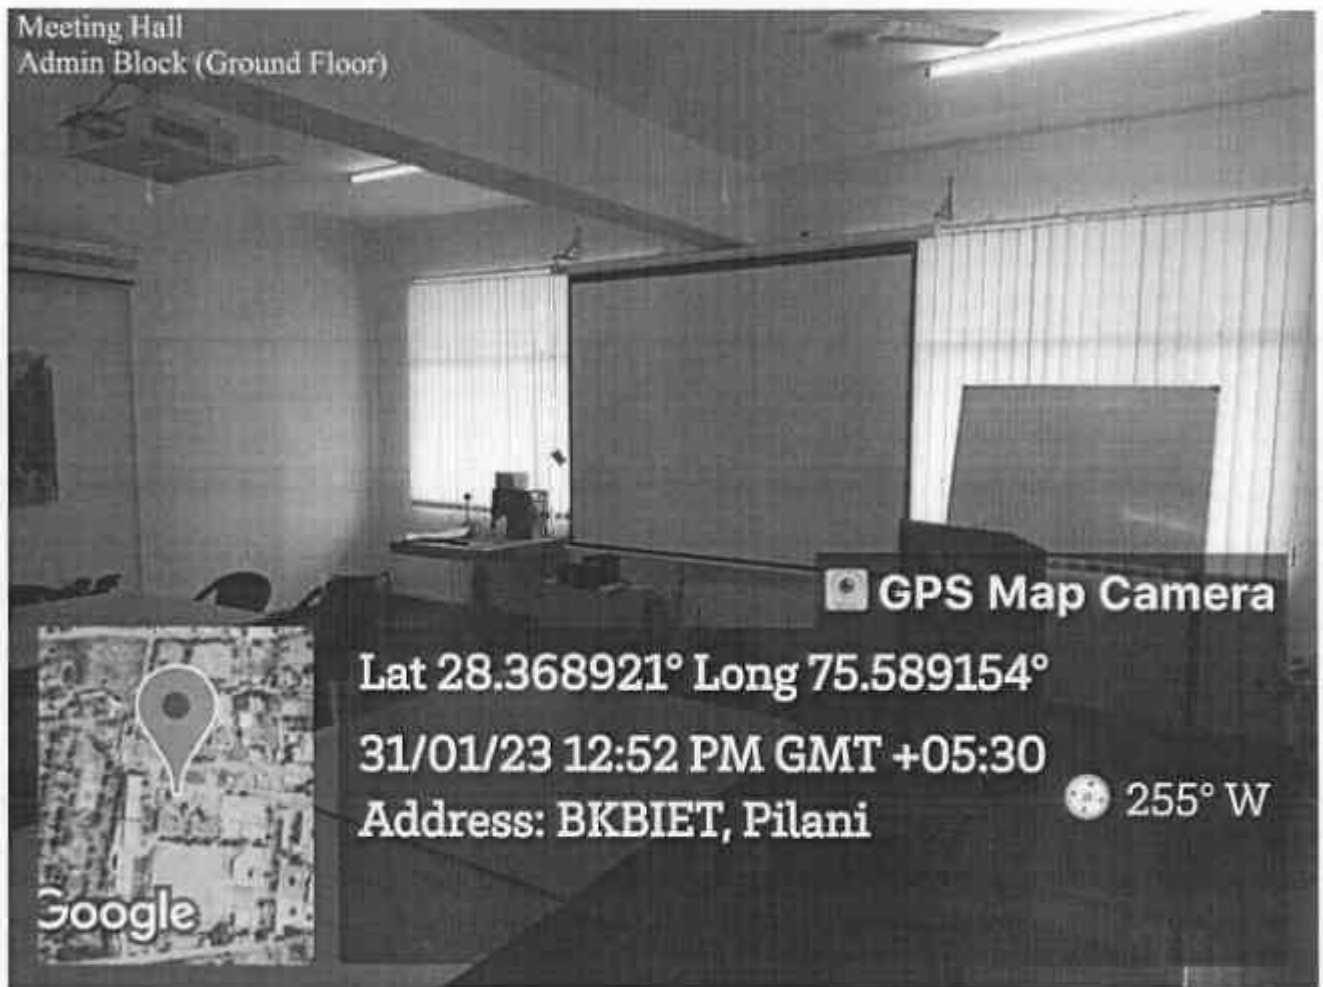 Meeting Hall
Admin Block (Ground Floor)
GPS Map Camera
Lat 28.368921° Long 75.589154°
31/01/23 12:52 PM GMT +05:30
Address: BKBIET, Pilani
255° W
Google